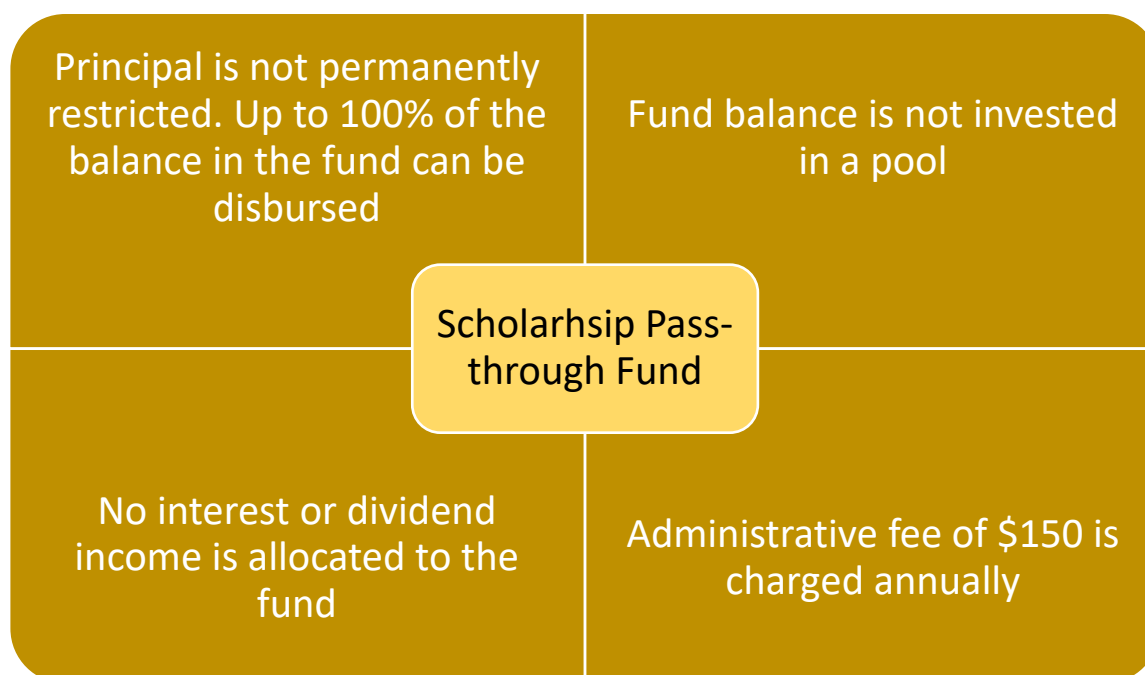 Principal is not permanently
restricted. Up to 100% of the
balance in the fund can be
disbursed
Fund balance is not invested
in a pool
Scholarhsip Pass-
through Fund
No interest or dividend
income is allocated to the
fund
Administrative fee of $150 is
charged annually